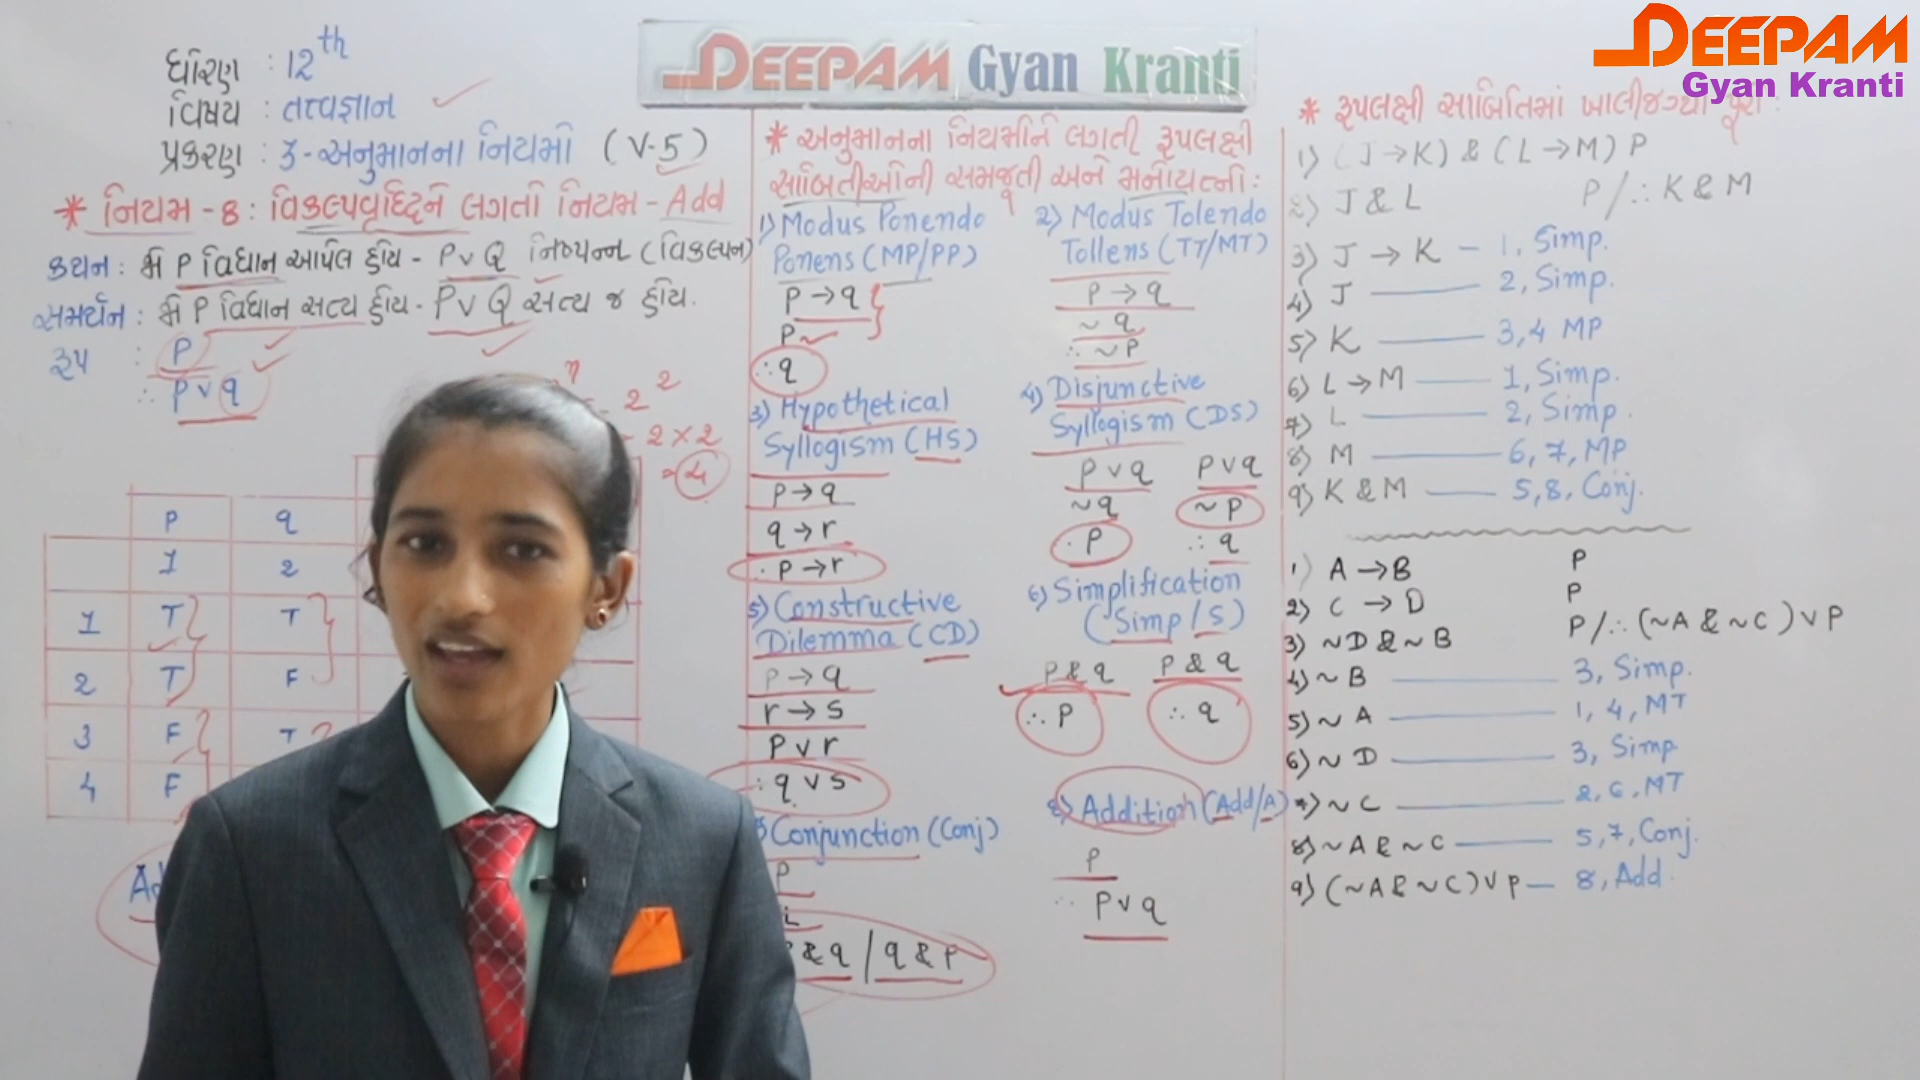 DEEPAM Gyan Kranti
DEEPAM
Gyan Kranti
ધોરણ : 12th
વિષય : તત્વજ્ઞાન
પ્રકરણ : 3-અનુમાનના નિયમો (V-5)
* નિયમ -8 : વિકલ્પવૃદ્ધિને લગતો નિયમ - Add
કથન : જો P વિધાન આપેલ હોય - P v Q નિષ્પન્ન (વિકલ્પન)
સમર્થન : જો P વિધાન સત્ય હોય - P v Q સત્ય જ હોય.
રૂપ : P
∴ P v q
2 2
2 × 2
4
P q
1 2
1 T T
2 T F
3 F T
4 F
* અનુમાનના નિયમોને લગતી રૂપલક્ષી
સાબિતીઓની સમજૂતી અને
1) Modus Ponendo
Ponens (MP/PP)
P → q
P
∴ q
2) Modus Tolendo
Tollens (TT/MT)
P → q
~ q
∴ ~ P
3) Hypothetical
Syllogism (HS)
P → q
q → r
∴ P → r
4) Disjunctive
Syllogism (DS)
P v q P v q
~ q ~ P
∴ P ∴ q
5) Constructive
Dilemma (CD)
P → q
r → s
P v r
∴ q v s
6) Simplification
(Simp/S)
P & q P & q
∴ P ∴ q
Conjunction (Conj)
P
& q / q & P
8) Addition (Add/A)
P
∴ P v q
* રૂપલક્ષી સાબિતિમાં
1) (J → K) & (L → M) P
2) J & L P / ∴ K & M
3) J → K - 1, Simp.
4) J 2, Simp.
5) K 3, 4 MP
6) L → M 1, Simp.
7) L 2, Simp.
8) M 6, 7, MP
9) K & M 5, 8, Conj.
1) A → B P
2) C → D P
3) ~ D & ~ B P / ∴ (~ A & ~ C) v P
4) ~ B 3, Simp.
5) ~ A 1, 4, MT
6) ~ D 3, Simp
7) ~ C 2, 6, MT
8) ~ A & ~ C 5, 7, Conj.
9) (~ A & ~ C) v P 8, Add.